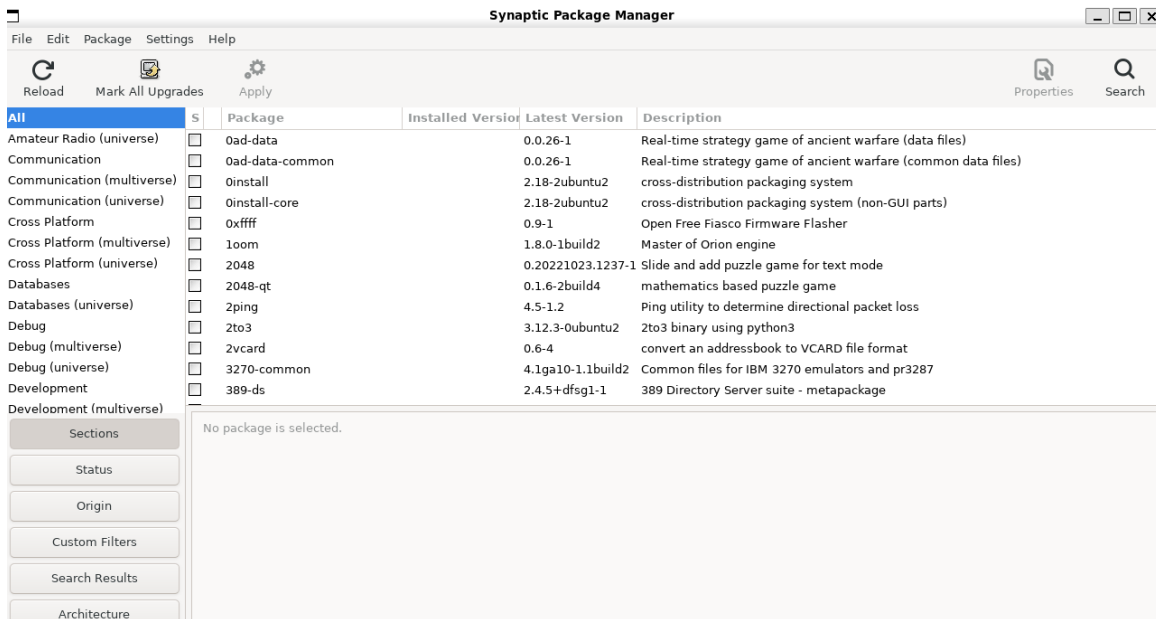 Synaptic Package Manager
File Edit Package Settings Help
Reload Mark All Upgrades Apply Properties Search
All
Amateur Radio (universe)
Communication
Communication (multiverse)
Communication (universe)
Cross Platform
Cross Platform (multiverse)
Cross Platform (universe)
Databases
Databases (universe)
Debug
Debug (multiverse)
Debug (universe)
Development
Development (multiverse)
Sections
Status
Origin
Custom Filters
Search Results
Architecture
S Package Installed Version Latest Version Description
0ad-data 0.0.26-1 Real-time strategy game of ancient warfare (data files)
0ad-data-common 0.0.26-1 Real-time strategy game of ancient warfare (common data files)
0install 2.18-2ubuntu2 cross-distribution packaging system
0install-core 2.18-2ubuntu2 cross-distribution packaging system (non-GUI parts)
0xffff 0.9-1 Open Free Fiasco Firmware Flasher
1oom 1.8.0-1build2 Master of Orion engine
2048 0.20221023.1237-1 Slide and add puzzle game for text mode
2048-qt 0.1.6-2build4 mathematics based puzzle game
2ping 4.5-1.2 Ping utility to determine directional packet loss
2to3 3.12.3-0ubuntu2 2to3 binary using python3
2vcard 0.6-4 convert an addressbook to VCARD file format
3270-common 4.1ga10-1.1build2 Common files for IBM 3270 emulators and pr3287
389-ds 2.4.5+dfsg1-1 389 Directory Server suite - metapackage
No package is selected.